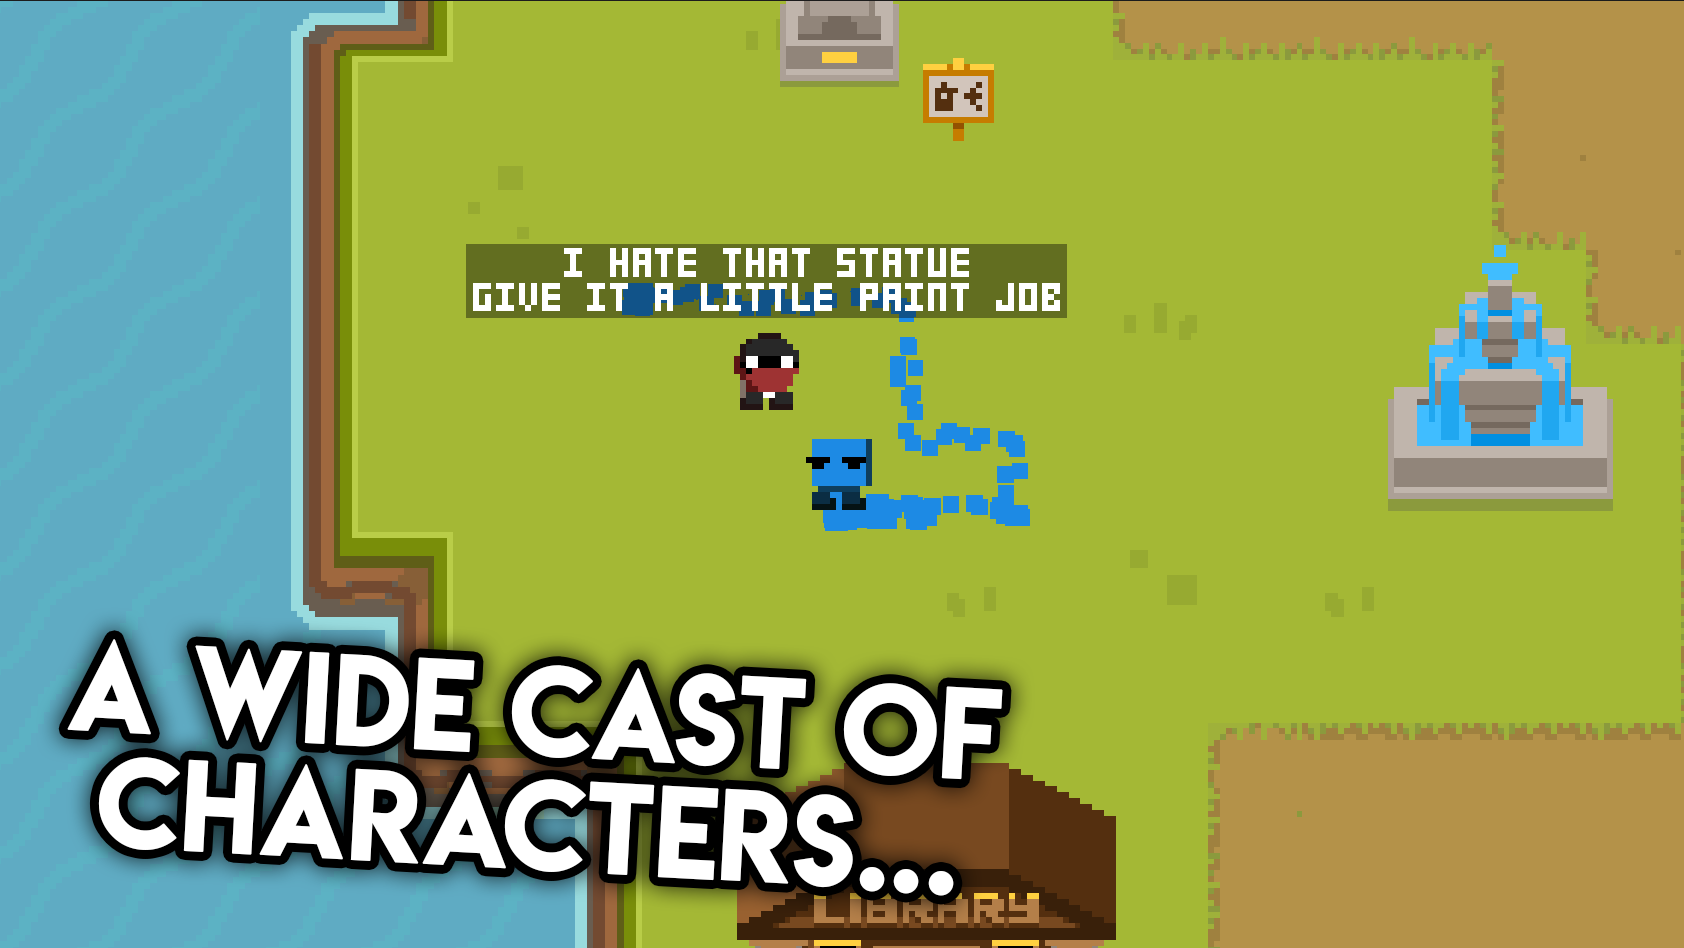 I HATE THAT STATUE
GIVE IT A LITTLE PAINT JOB
A WIDE CAST OF
CHARACTERS...
LIBRARY